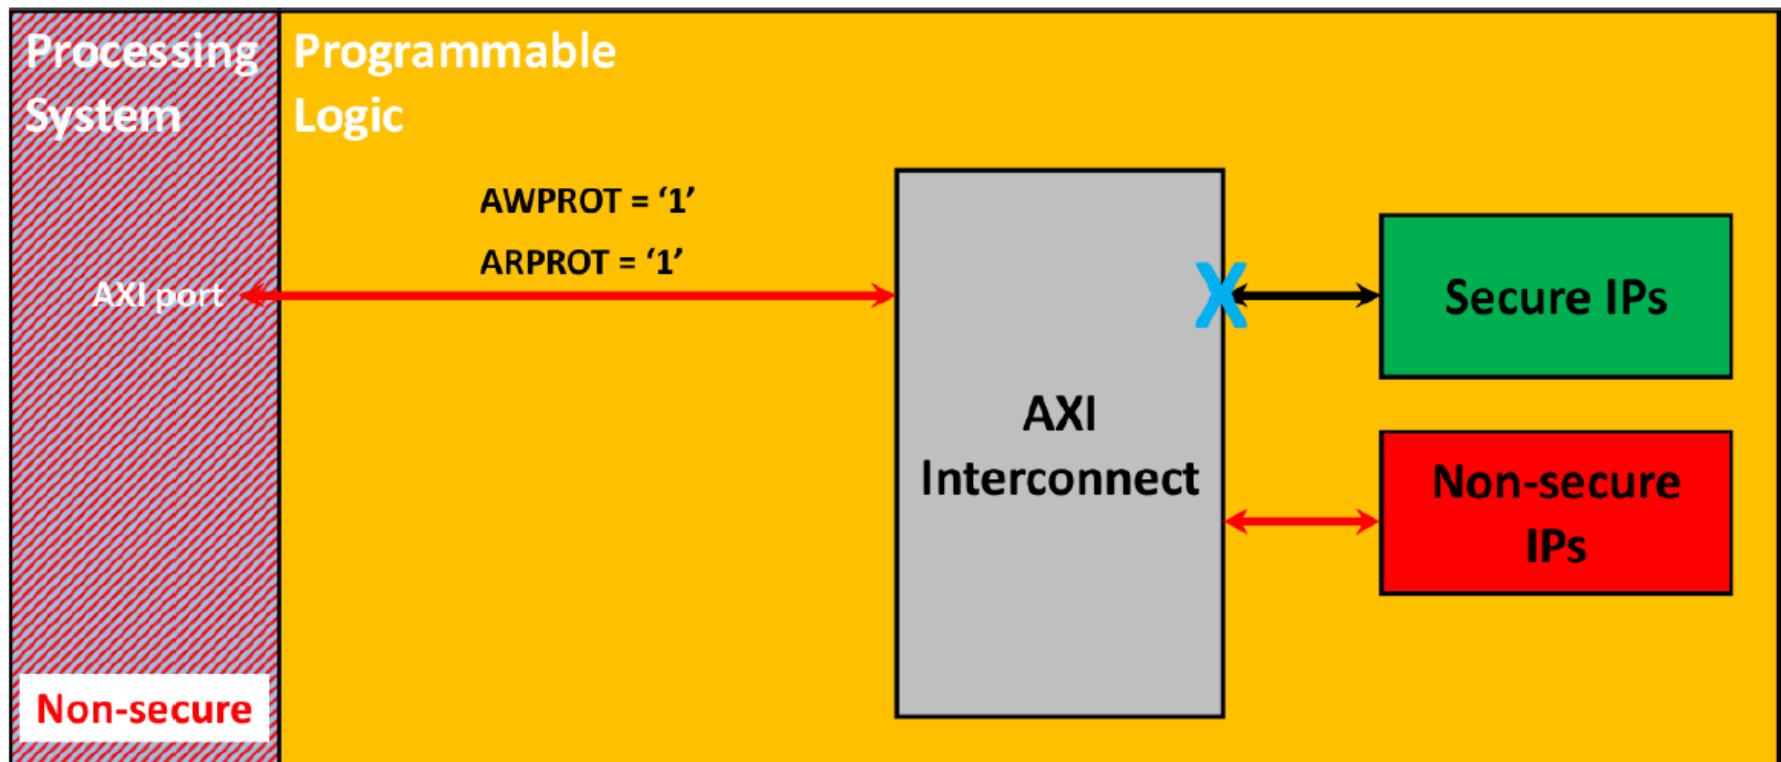 Processing
System
Programmable
Logic
AWPROT = ‘1’
ARPROT = ‘1’
AXI port
AXI
Interconnect
X
Secure IPs
Non-secure
IPs
Non-secure